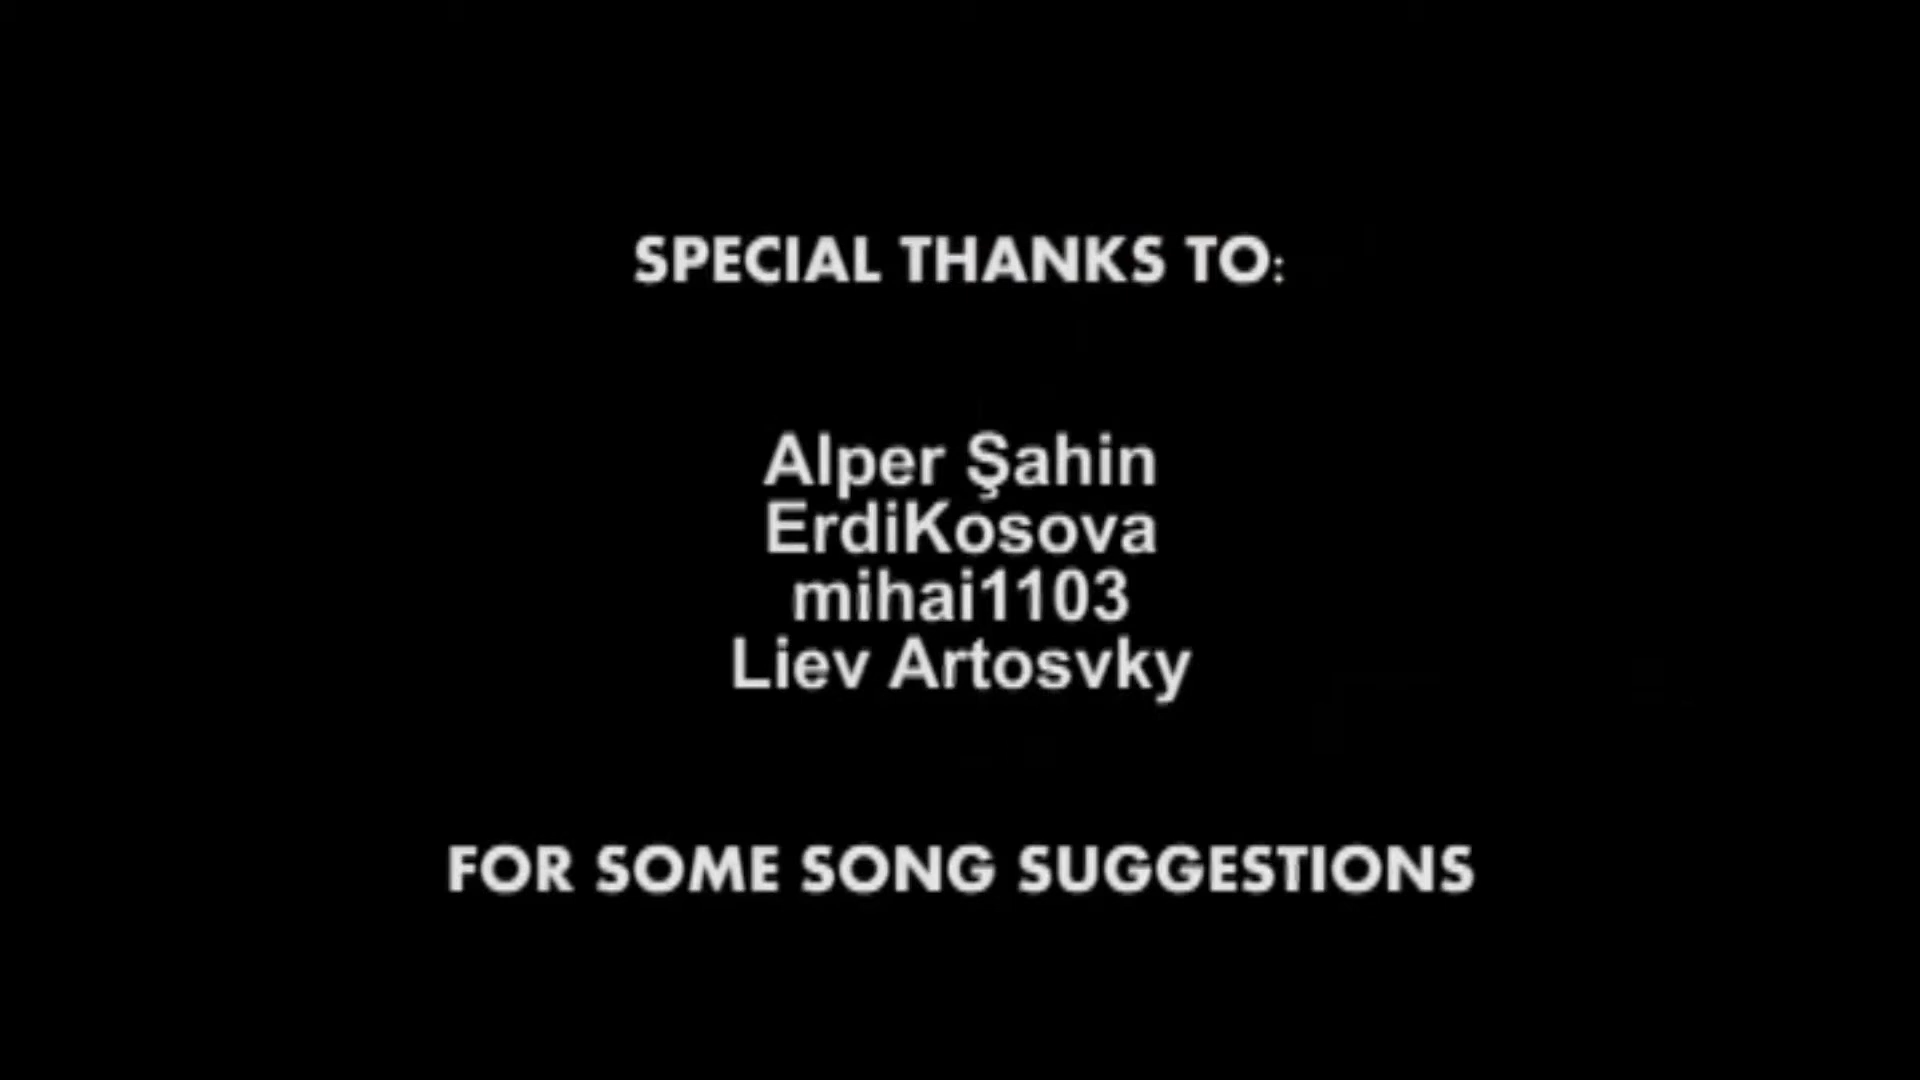 SPECIAL THANKS TO:
Alper Şahin
ErdiKosova
mihai1103
Liev Artosvky
FOR SOME SONG SUGGESTIONS